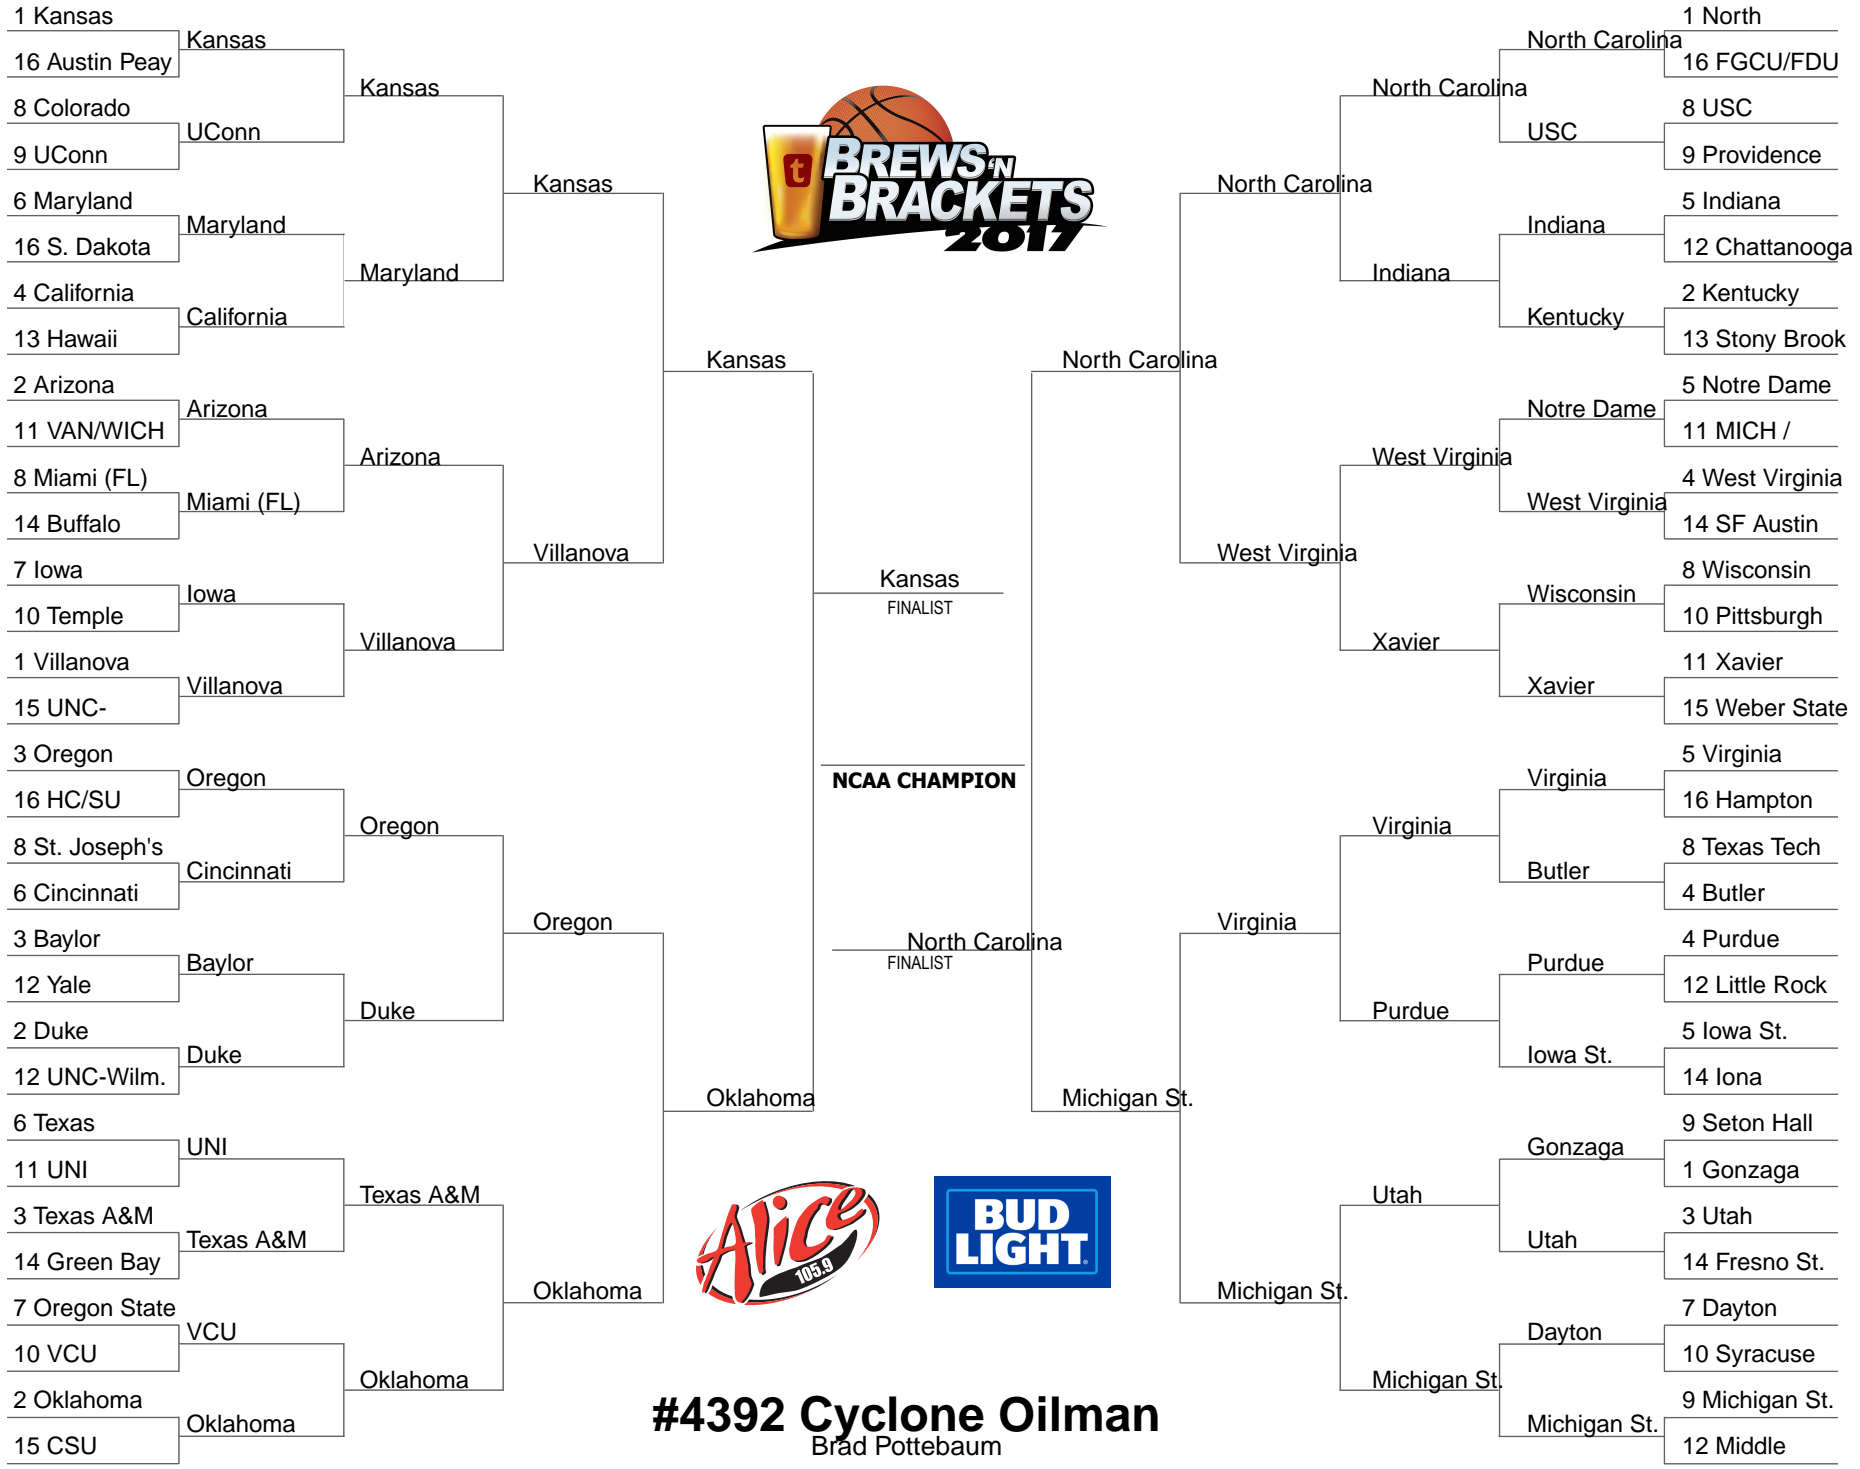 1 Kansas
16 Austin Peay
8 Colorado
9 UConn
6 Maryland
16 S. Dakota
4 California
13 Hawaii
2 Arizona
11 VAN/WICH
8 Miami (FL)
14 Buffalo
7 Iowa
10 Temple
1 Villanova
15 UNC-
3 Oregon
16 HC/SU
8 St. Joseph's
6 Cincinnati
3 Baylor
12 Yale
2 Duke
12 UNC-Wilm.
6 Texas
11 UNI
3 Texas A&M
14 Green Bay
7 Oregon State
10 VCU
2 Oklahoma
15 CSU
Kansas
UConn
Maryland
California
Arizona
Miami (FL)
Iowa
Villanova
Oregon
Cincinnati
Baylor
Duke
UNI
Texas A&M
VCU
Oklahoma
Kansas
Maryland
Arizona
Villanova
Oregon
Duke
Texas A&M
Oklahoma
Kansas
Villanova
Oregon
Oklahoma
Kansas
Oklahoma
t
BREWS 'N
BRACKETS
2017
Kansas
FINALIST
NCAA CHAMPION
North Carolina
FINALIST
Alice
105.9
BUD
LIGHT
#4392 Cyclone Oilman
Brad Pottebaum
North Carolina
Michigan St.
North Carolina
West Virginia
Virginia
Michigan St.
North Carolina
Indiana
West Virginia
Xavier
Virginia
Purdue
Utah
Michigan St.
North Carolina
USC
Indiana
Kentucky
Notre Dame
West Virginia
Wisconsin
Xavier
Virginia
Butler
Purdue
Iowa St.
Gonzaga
Utah
Dayton
Michigan St.
1 North
16 FGCU/FDU
8 USC
9 Providence
5 Indiana
12 Chattanooga
2 Kentucky
13 Stony Brook
5 Notre Dame
11 MICH /
4 West Virginia
14 SF Austin
8 Wisconsin
10 Pittsburgh
11 Xavier
15 Weber State
5 Virginia
16 Hampton
8 Texas Tech
4 Butler
4 Purdue
12 Little Rock
5 Iowa St.
14 Iona
9 Seton Hall
1 Gonzaga
3 Utah
14 Fresno St.
7 Dayton
10 Syracuse
9 Michigan St.
12 Middle